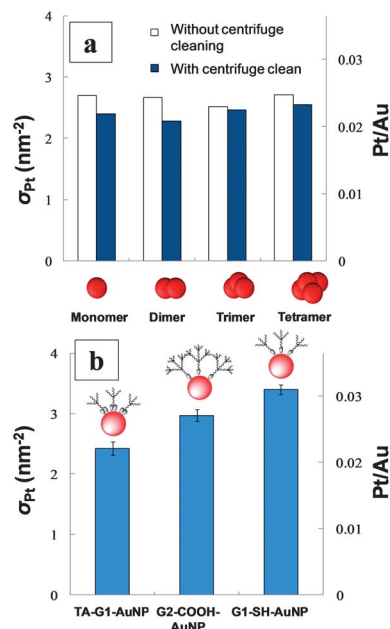 a
Without centrifuge
cleaning
With centrifuge clean
4
3
2
1
0
σPt (nm-2)
0.03
0.02
0.01
0
Pt/Au
Monomer Dimer Trimer Tetramer
b
4
3
2
1
0
σPt (nm-2)
0.03
0.02
0.01
0
Pt/Au
TA-G1-AuNP G2-COOH- G1-SH-AuNP
AuNP